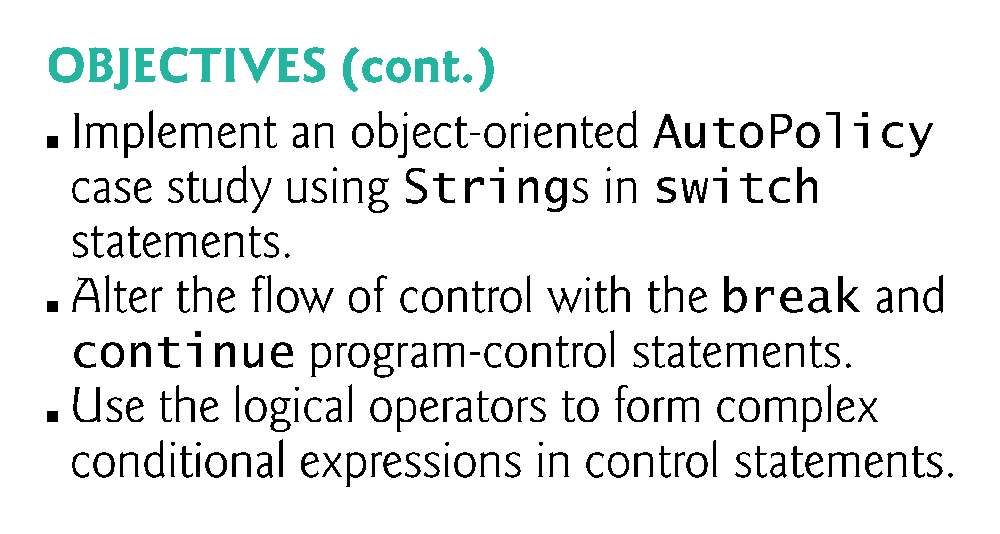 OBJECTIVES (cont.)
▪ Implement an object-oriented AutoPolicy
case study using Strings in switch
statements.
▪ Alter the flow of control with the break and
continue program-control statements.
▪ Use the logical operators to form complex
conditional expressions in control statements.